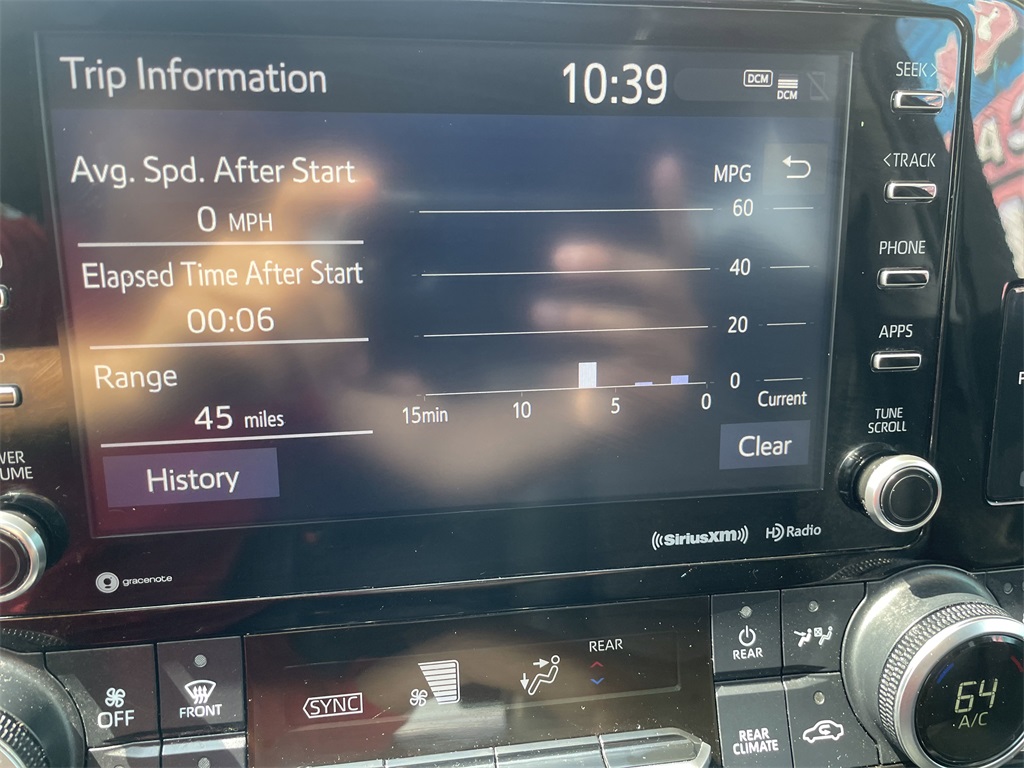 Trip Information
10:39
DCM
DCM
SEEK>
Avg. Spd. After Start
0 MPH
MPG
60
<TRACK
Elapsed Time After Start
00:06
40
PHONE
20
APPS
Range
45 miles
15min
10
5
0
0
Current
TUNE
SCROLL
History
Clear
SiriusXM
HD Radio
gracenote
OFF
FRONT
SYNC
REAR
REAR
REAR
CLIMATE
64
A/C